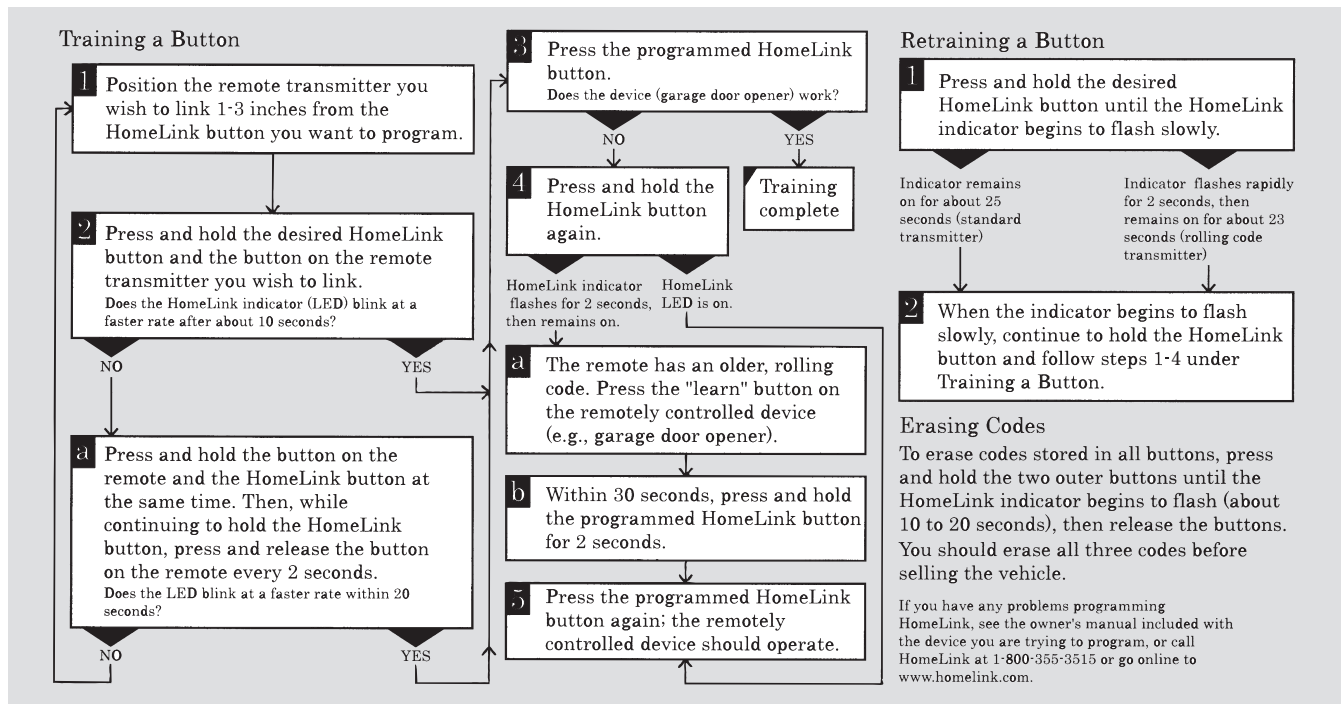 Training a Button
1
Position the remote transmitter you
wish to link 1-3 inches from the
HomeLink button you want to program.
2
Press and hold the desired HomeLink
button and the button on the remote
transmitter you wish to link.
Does the HomeLink indicator (LED) blink at a
faster rate after about 10 seconds?
NO
YES
a
Press and hold the button on the
remote and the HomeLink button at
the same time. Then, while
continuing to hold the HomeLink
button, press and release the button
on the remote every 2 seconds.
Does the LED blink at a faster rate within 20
seconds?
NO
YES
3
Press the programmed HomeLink
button.
Does the device (garage door opener) work?
NO
YES
4
Press and hold the
HomeLink button
again.
Training
complete
HomeLink indicator
flashes for 2 seconds,
then remains on.
HomeLink
LED is on.
a
The remote has an older, rolling
code. Press the "learn" button on
the remotely controlled device
(e.g., garage door opener).
b
Within 30 seconds, press and hold
the programmed HomeLink button
for 2 seconds.
5
Press the programmed HomeLink
button again; the remotely
controlled device should operate.
Retraining a Button
1
Press and hold the desired
HomeLink button until the HomeLink
indicator begins to flash slowly.
Indicator remains
on for about 25
seconds (standard
transmitter)
Indicator flashes rapidly
for 2 seconds, then
remains on for about 23
seconds (rolling code
transmitter)
2
When the indicator begins to flash
slowly, continue to hold the HomeLink
button and follow steps 1-4 under
Training a Button.
Erasing Codes
To erase codes stored in all buttons, press
and hold the two outer buttons until the
HomeLink indicator begins to flash (about
10 to 20 seconds), then release the buttons.
You should erase all three codes before
selling the vehicle.
If you have any problems programming
HomeLink, see the owner's manual included with
the device you are trying to program, or call
HomeLink at 1-800-355-3515 or go online to
www.homelink.com.